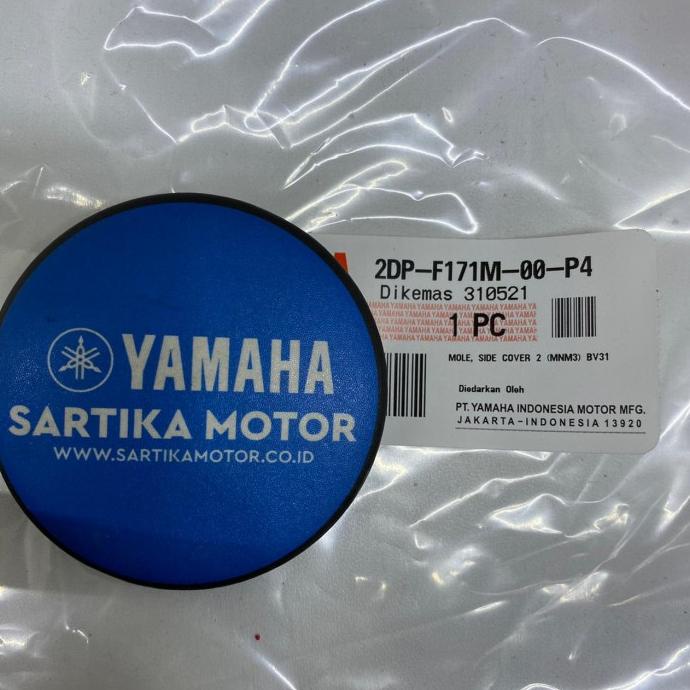 YAMAHA
SARTIKA MOTOR
WWW.SARTIKAMOTOR.CO.ID
2DP-F171M-00-P4
Dikemas 310521
1 PC
MOLE, SIDE COVER 2 (MNM3) BV31
Diedarkan Oleh
PT.YAMAHA INDONESIA MOTOR MFG.
JAKARTA-INDONESIA 13920